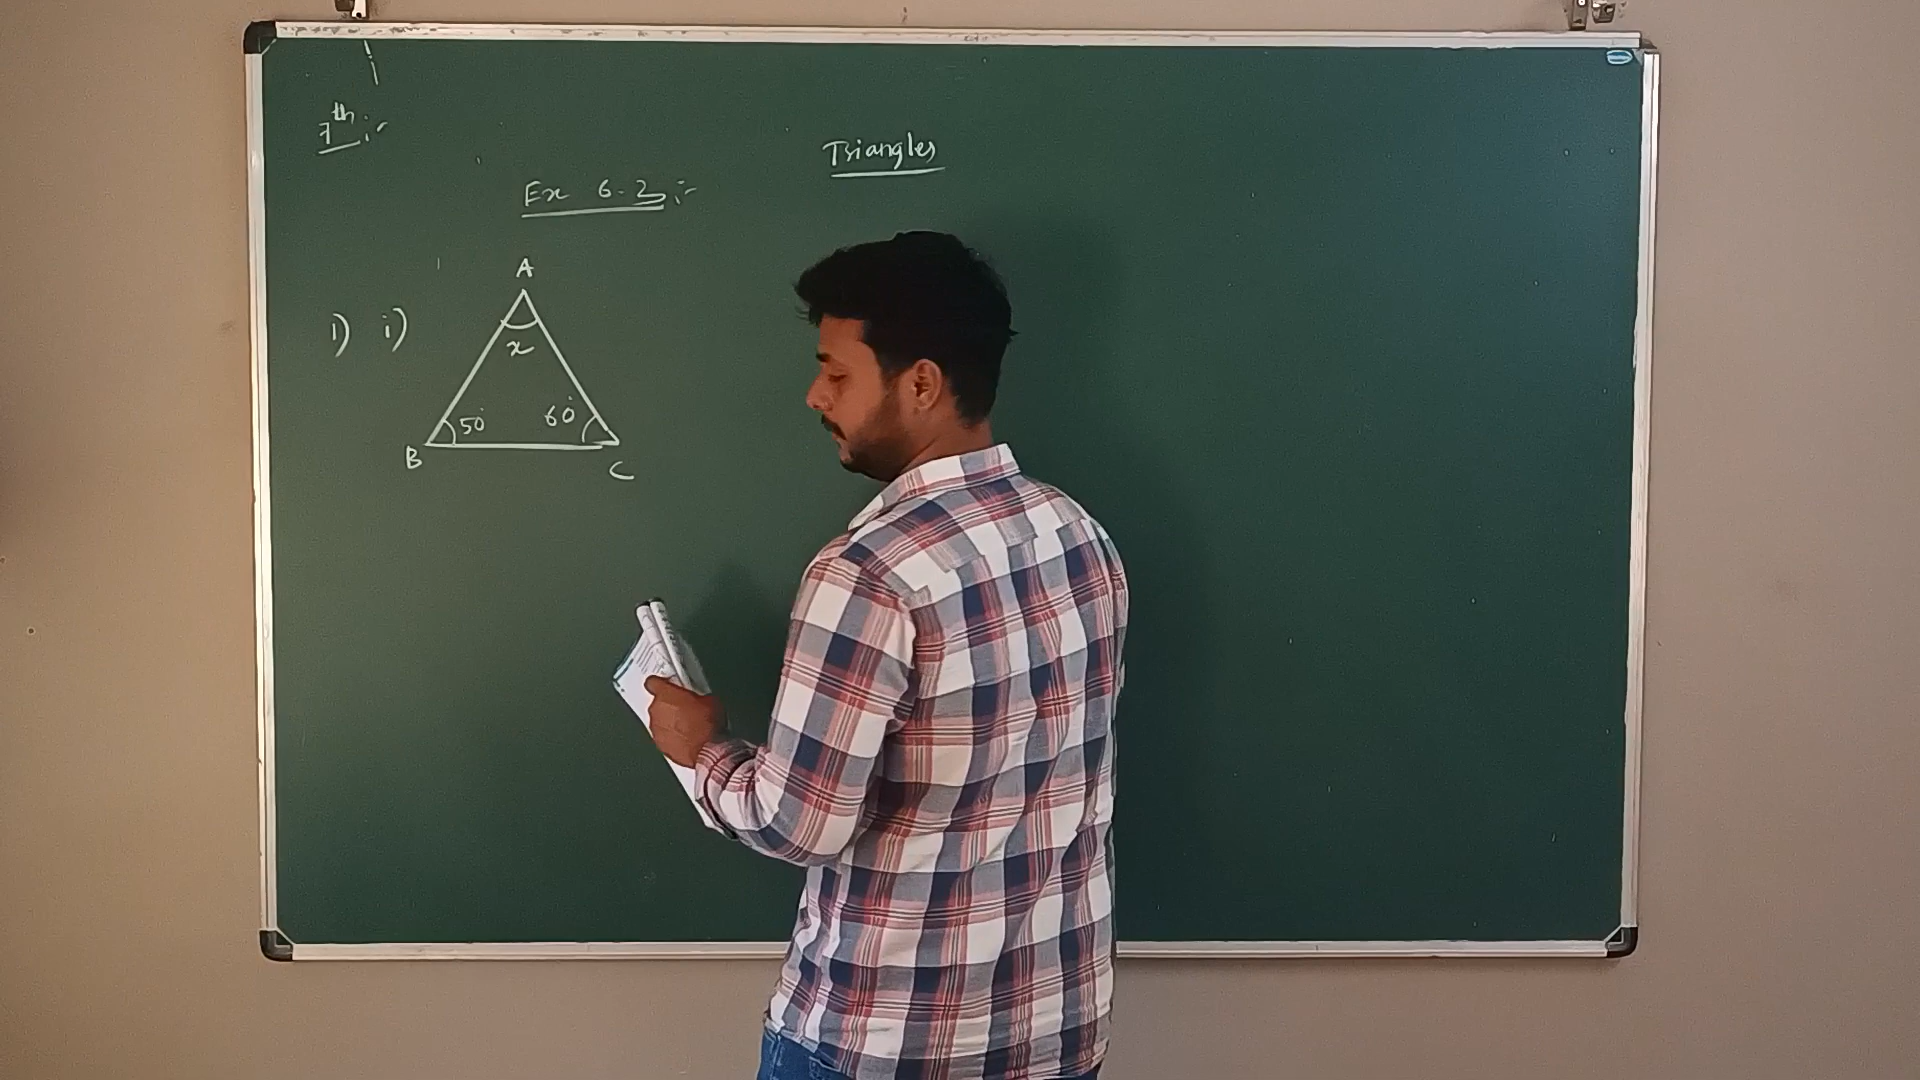 7th :-
Triangles
Ex 6.2 :-
A
1) i)
x
50° 60°
B C